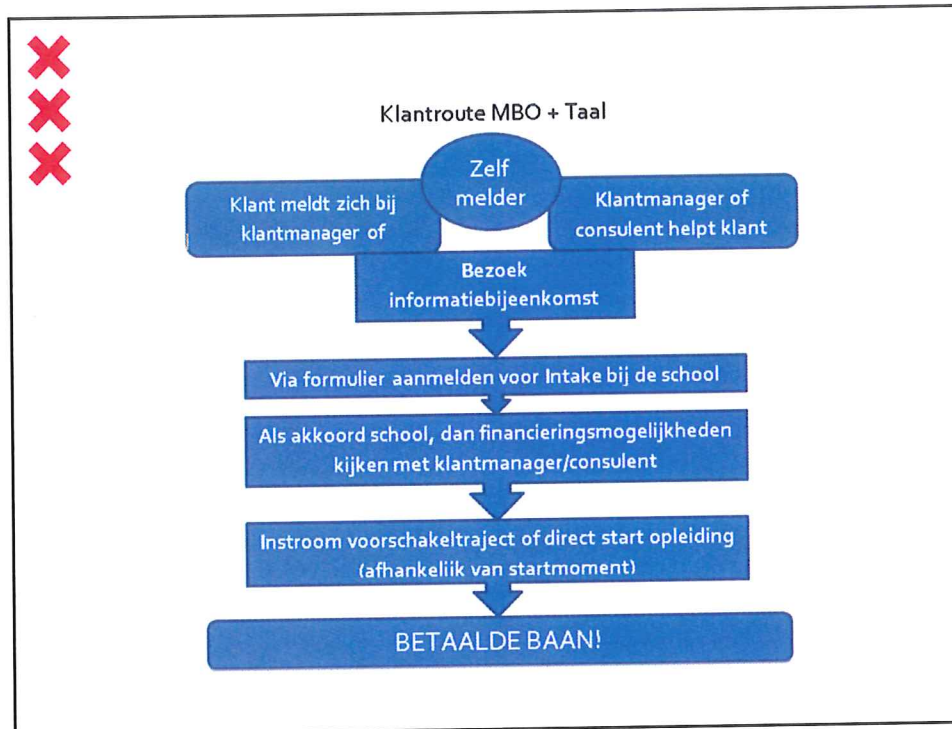 Klantroute MBO + Taal
Zelf
melder
Klant meldt zich bij
klantmanager of
Klantmanager of
consulent helpt klant
Bezoek
informatiebijeenkomst
Via formulier aanmelden voor Intake bij de school
Als akkoord school, dan financieringsmogelijkheden
kijken met klantmanager/consulent
Instroom voorschakeltraject of direct start opleiding
(afhankelijk van startmoment)
BETAALDE BAAN!